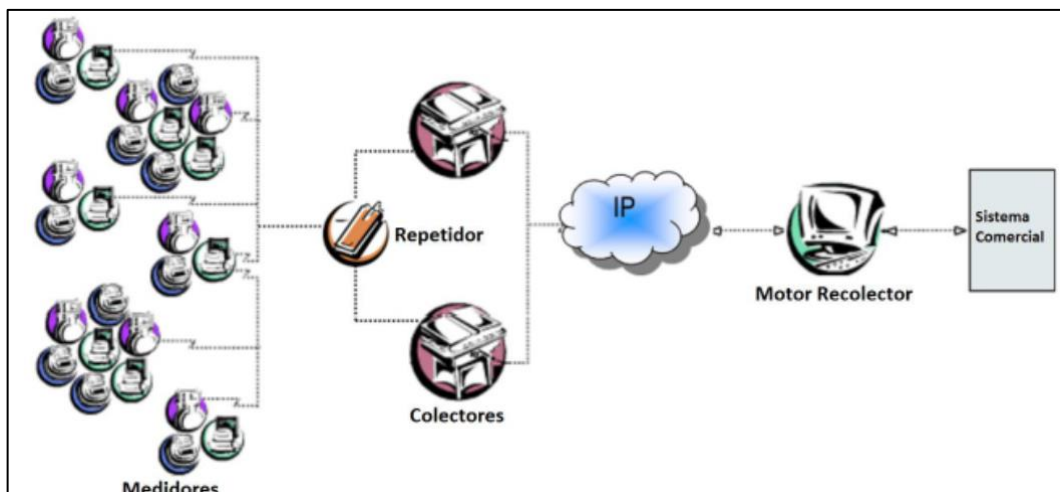 Repetidor
IP
Sistema
Comercial
Motor Recolector
Colectores
Medidores